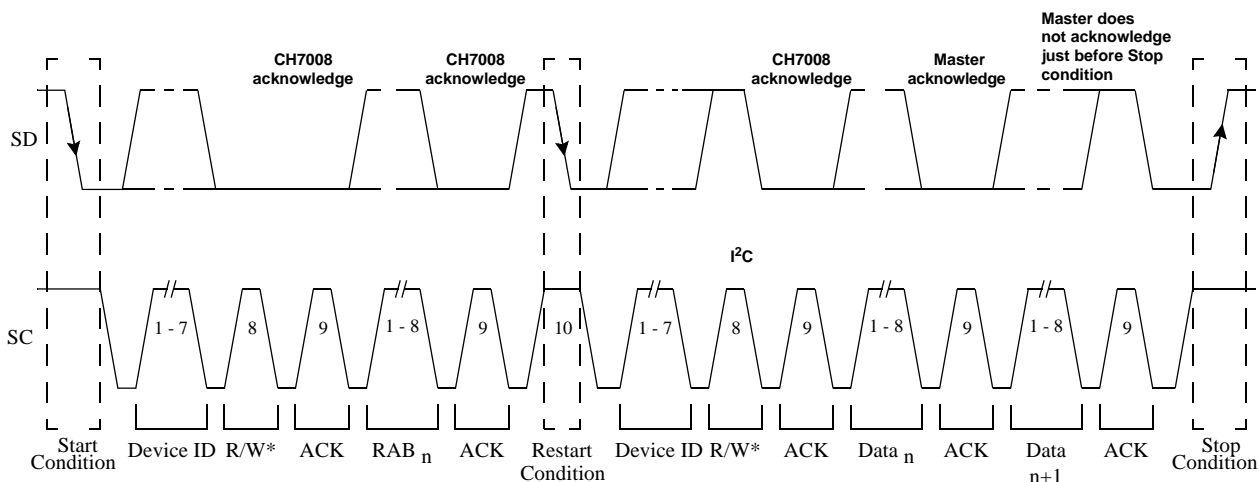 CH7008
acknowledge
CH7008
acknowledge
CH7008
acknowledge
Master
acknowledge
Master does
not acknowledge
just before Stop
condition
SD
I²C
SC
1 - 7
8
9
1 - 8
9
10
1 - 7
8
9
1 - 8
9
1 - 8
9
Start
Condition
Device ID
R/W*
ACK
RAB n
ACK
Restart
Condition
Device ID
R/W*
ACK
Data n
ACK
Data
n+1
ACK
Stop
Condition